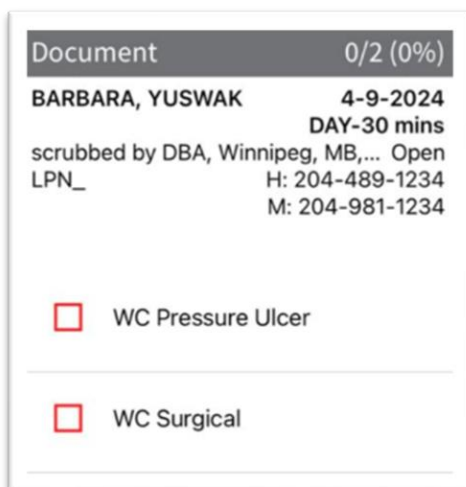 Document 0/2 (0%)
BARBARA, YUSWAK 4-9-2024
DAY-30 mins
scrubbed by DBA, Winnipeg, MB,... Open
LPN_ H: 204-489-1234
M: 204-981-1234
WC Pressure Ulcer
WC Surgical